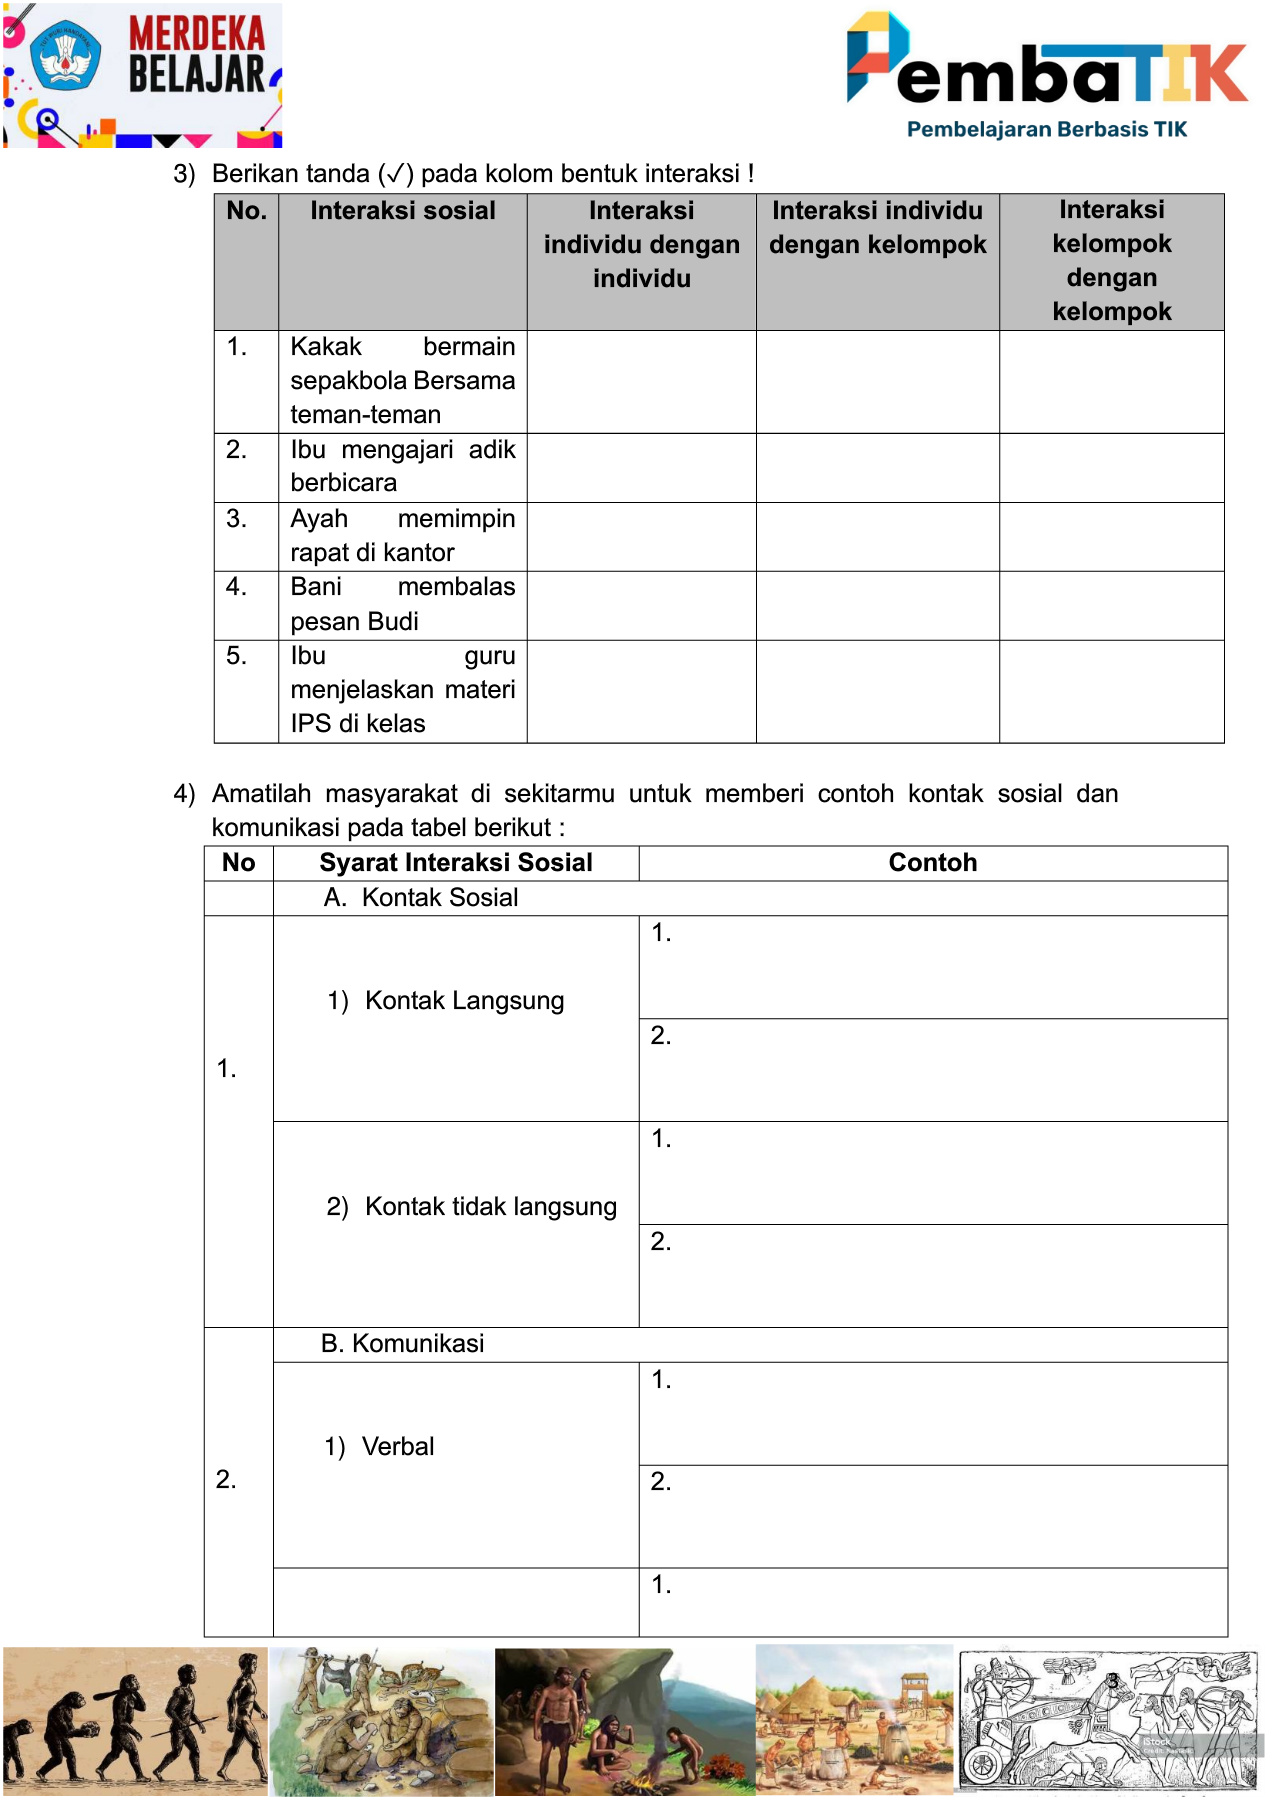 TUT WURI HANDAYANI
MERDEKA
BELAJAR
PembaTIK
Pembelajaran Berbasis TIK
3) Berikan tanda (✓) pada kolom bentuk interaksi !
No. Interaksi sosial Interaksi individu dengan individu Interaksi individu dengan kelompok Interaksi kelompok dengan kelompok
1. Kakak bermain
sepakbola Bersama
teman-teman
2. Ibu mengajari adik
berbicara
3. Ayah memimpin
rapat di kantor
4. Bani membalas
pesan Budi
5. Ibu guru
menjelaskan materi
IPS di kelas
4) Amatilah masyarakat di sekitarmu untuk memberi contoh kontak sosial dan
komunikasi pada tabel berikut :
No Syarat Interaksi Sosial Contoh
A. Kontak Sosial
1.
1) Kontak Langsung
1.
2.
2) Kontak tidak langsung
1.
2.
2.
B. Komunikasi
1) Verbal
1.
2.
1.
iStock